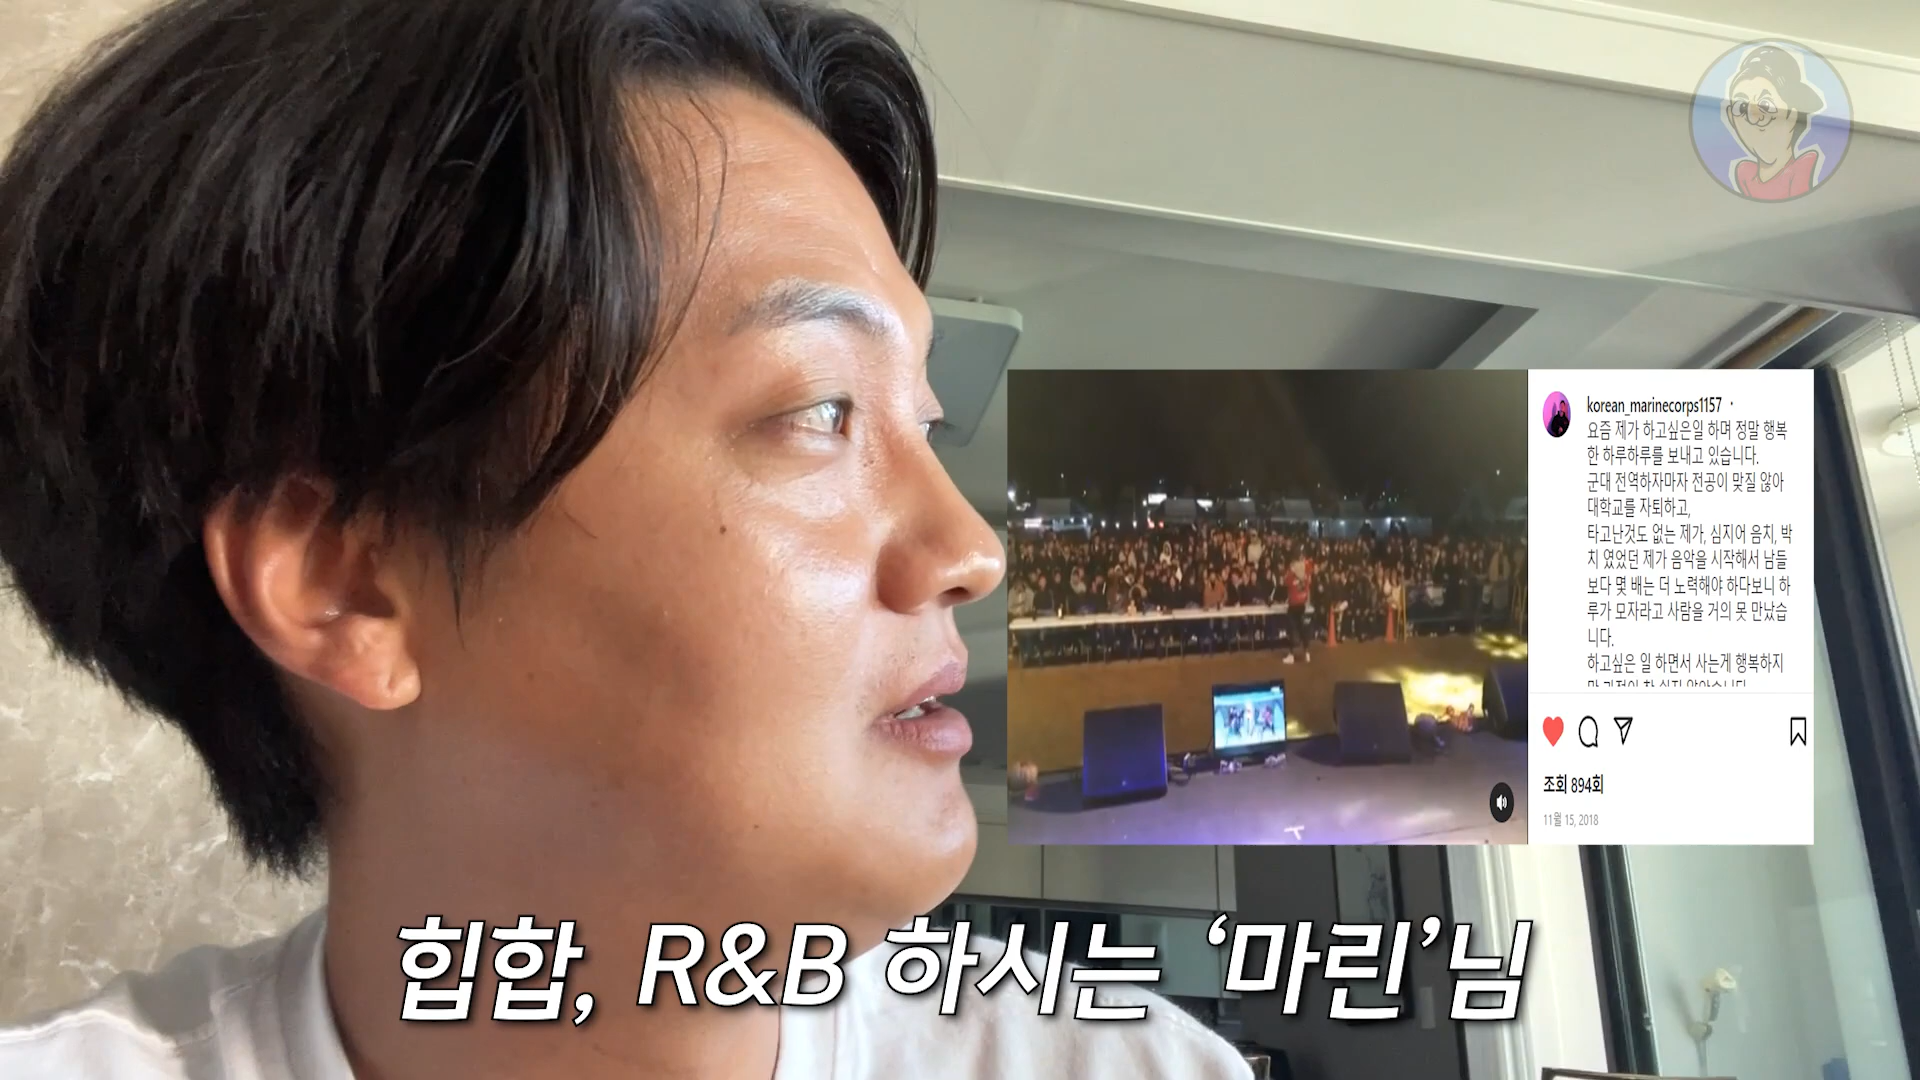 korean_marinecorps1157 ·
요즘 제가 하고싶은일 하며 정말 행복
한 하루하루를 보내고 있습니다.
군대 전역하자마자 전공이 맞질 않아
대학교를 자퇴하고,
타고난것도 없는 제가, 심지어 음치, 박
치 였었던 제가 음악을 시작해서 남들
보다 몇 배는 더 노력해야 하다보니 하
루가 모자라고 사람을 거의 못 만났습
니다.
하고싶은 일 하면서 사는게 행복하지
조회 894회
11월 15, 2018
힙합, R&B 하시는 ‘마린’님